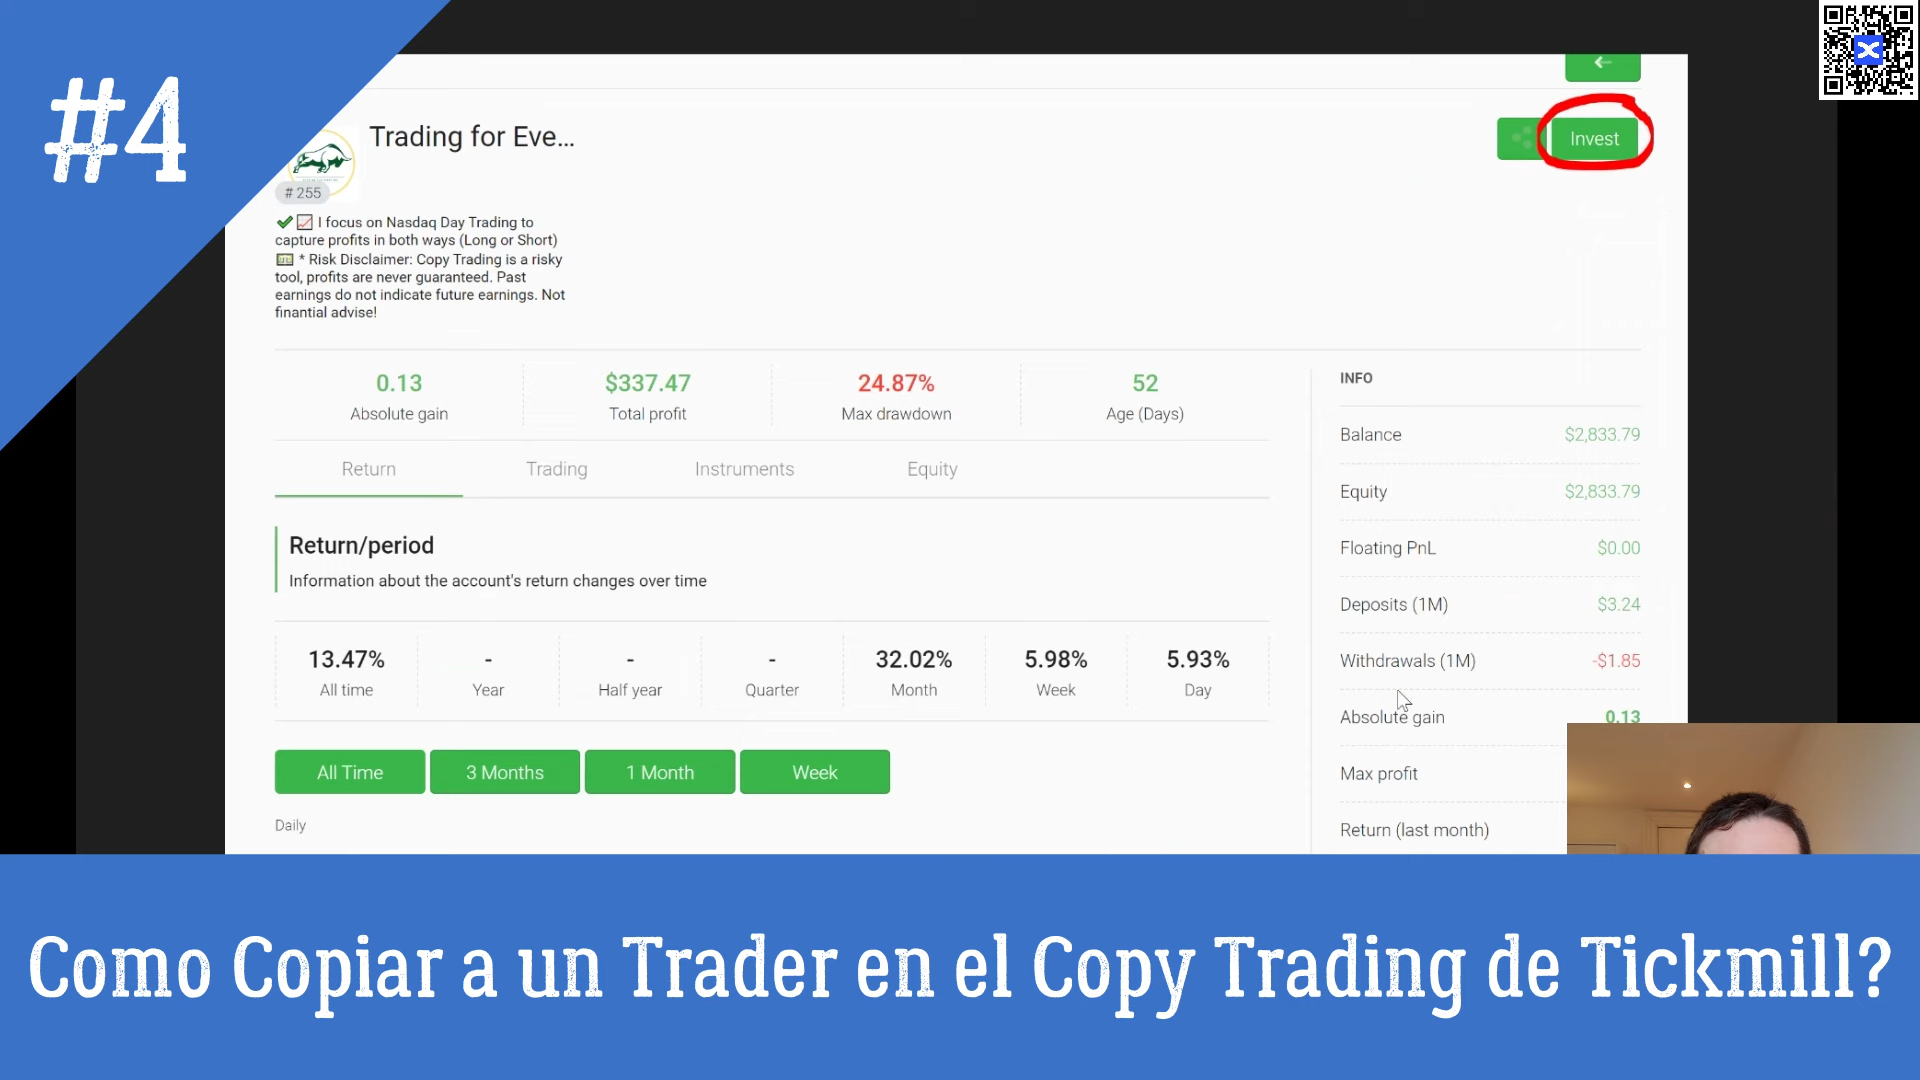 #4
Trading for Eve...
Invest
# 255
I focus on Nasdaq Day Trading to
capture profits in both ways (Long or Short)
* Risk Disclaimer: Copy Trading is a risky
tool, profits are never guaranteed. Past
earnings do not indicate future earnings. Not
finantial advise!
0.13
Absolute gain
$337.47
Total profit
24.87%
Max drawdown
52
Age (Days)
Return
Trading
Instruments
Equity
Return/period
Information about the account's return changes over time
13.47%
All time
-
Year
-
Half year
-
Quarter
32.02%
Month
5.98%
Week
5.93%
Day
All Time
3 Months
1 Month
Week
Daily
INFO
Balance $2,833.79
Equity $2,833.79
Floating PnL $0.00
Deposits (1M) $3.24
Withdrawals (1M) -$1.85
Absolute gain 0.13
Max profit
Return (last month)
Como Copiar a un Trader en el Copy Trading de Tickmill?